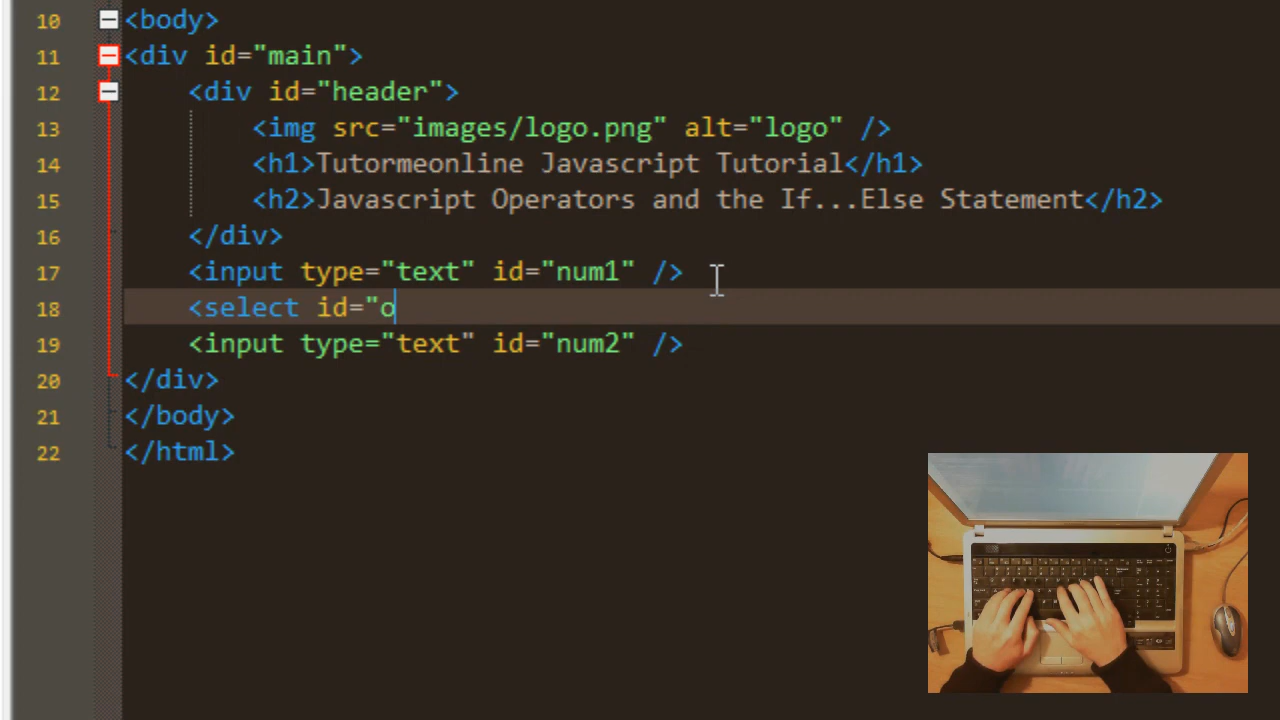 10 <body>
11 <div id="main">
12 <div id="header">
13 <img src="images/logo.png" alt="logo" />
14 <h1>Tutormeonline Javascript Tutorial</h1>
15 <h2>Javascript Operators and the If...Else Statement</h2>
16 </div>
17 <input type="text" id="num1" />
18 <select id="o
19 <input type="text" id="num2" />
20 </div>
21 </body>
22 </html>